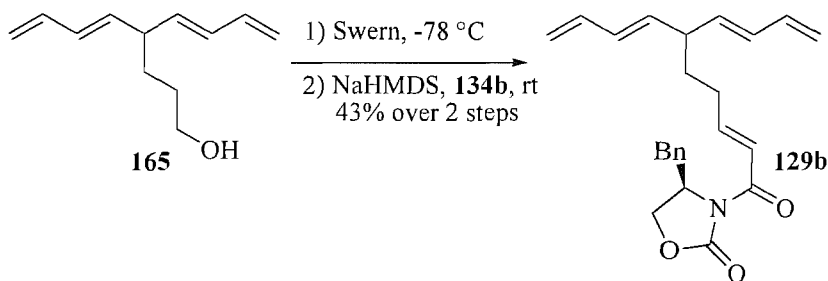 1) Swern, -78 °C
2) NaHMDS, 134b, rt
43% over 2 steps
165
OH
Bn
129b
N
O
O
O